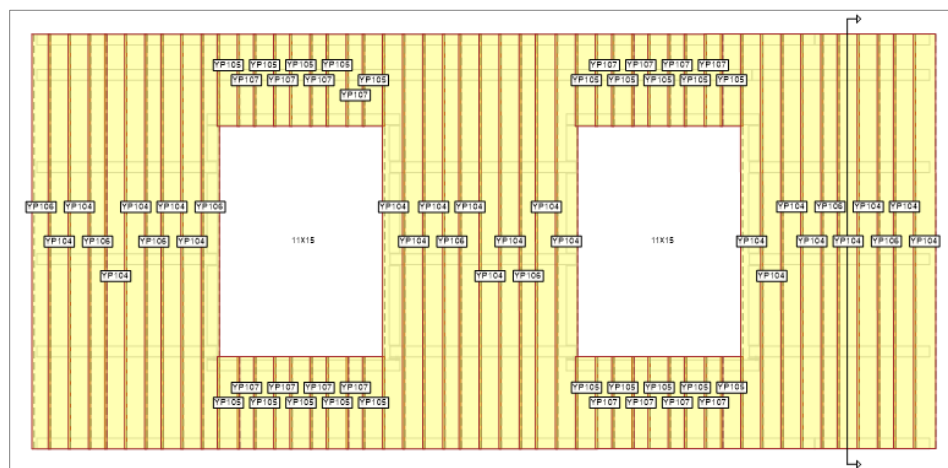 YP105 YP105 YP105 YP105
YP107 YP107 YP107 YP105
YP107
YP107 YP107 YP107 YP107
YP105 YP105 YP105 YP105 YP105
YP106 YP104 YP104 YP104 YP106 YP104 YP104 YP104 YP104 YP104 YP106 YP104 YP104
YP104 YP106 YP106 YP104 11X15 YP104 YP106 YP104 YP104 11X15 YP104 YP104 YP104 YP106 YP104
YP104 YP104 YP106 YP104
YP107 YP107 YP107 YP107 YP105 YP105 YP105 YP105 YP105
YP105 YP105 YP105 YP105 YP105 YP107 YP107 YP107 YP107